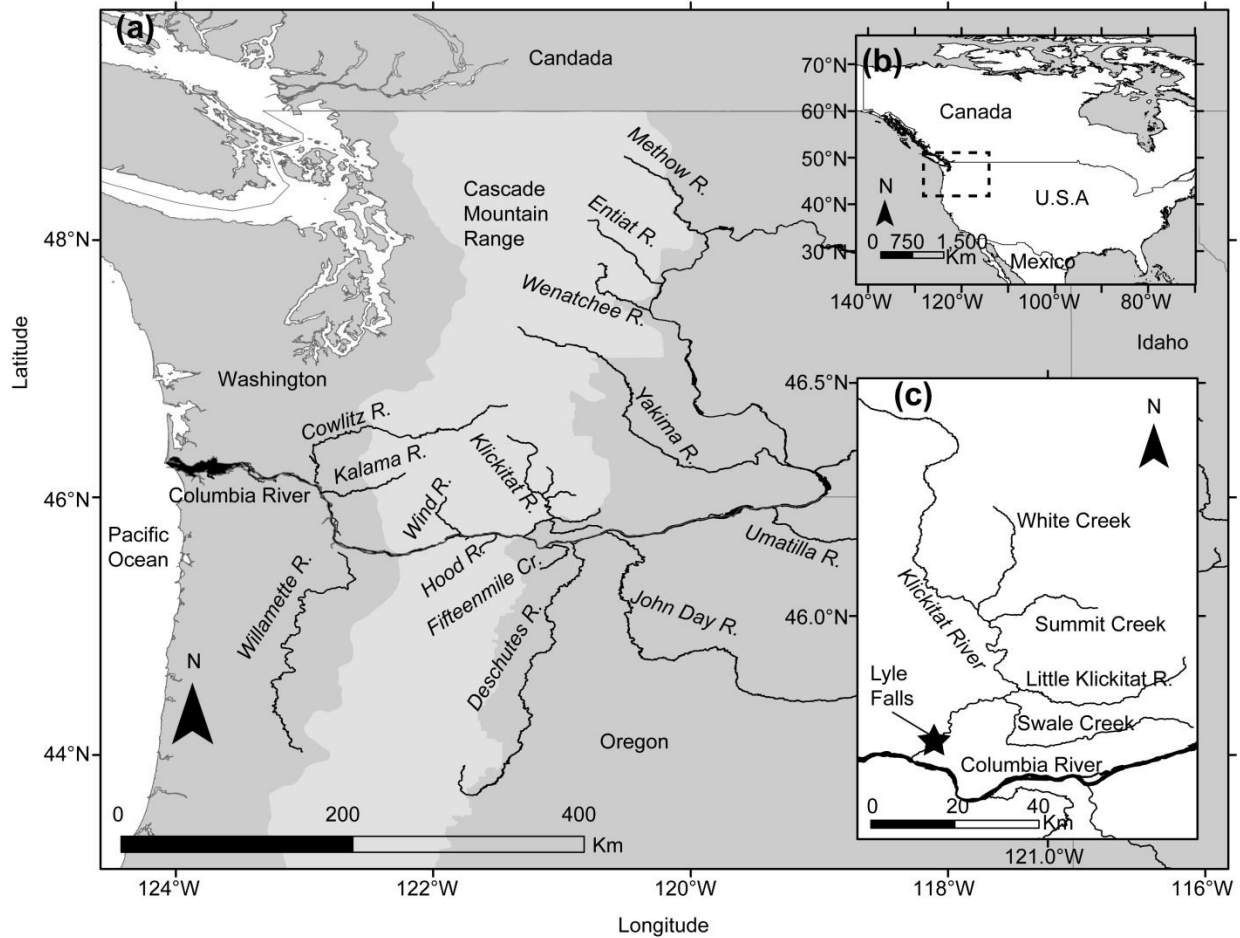 (a)
Candada
Cascade
Mountain
Range
Methow R.
Entiat R.
Wenatchee R.
Washington
Idaho
Cowlitz R.
Kalama R.
Klickitat R.
Yakima R.
Wind R.
Columbia River
Pacific
Ocean
Hood R.
Fifteenmile Cr.
Umatilla R.
Willamette R.
Deschutes R.
John Day R.
Oregon
N
0 200 400
Km
48°N
46°N
44°N
124°W 122°W 120°W 118°W 116°W
Latitude
Longitude
(b)
70°N
60°N
50°N
40°N
30°N
Canada
U.S.A
Mexico
N
0 750 1,500
Km
140°W 120°W 100°W 80°W
(c)
N
46.5°N
46.0°N
White Creek
Klickitat River
Summit Creek
Lyle
Falls
Little Klickitat R.
Swale Creek
Columbia River
0 20 40
Km
121.0°W